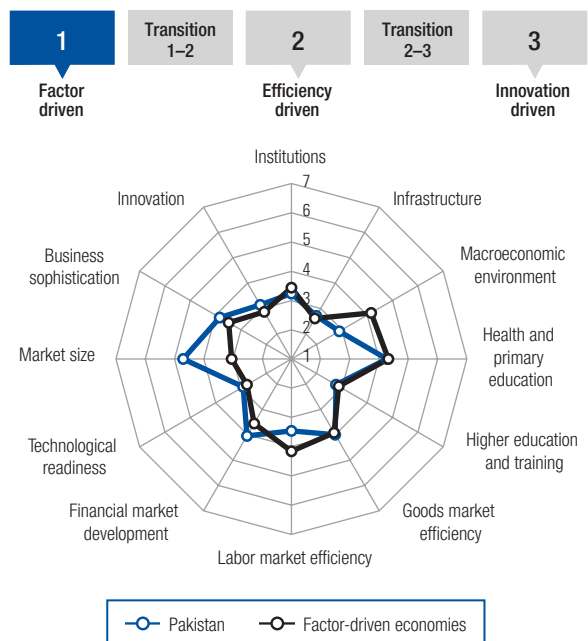 1
Transition
1–2
2
Transition
2–3
3
Factor
driven
Efficiency
driven
Innovation
driven
Institutions
7
6
5
4
3
2
1
Innovation
Infrastructure
Business
sophistication
Macroeconomic
environment
Market size
Health and
primary
education
Technological
readiness
Higher education
and training
Financial market
development
Goods market
efficiency
Labor market efficiency
Pakistan
Factor-driven economies